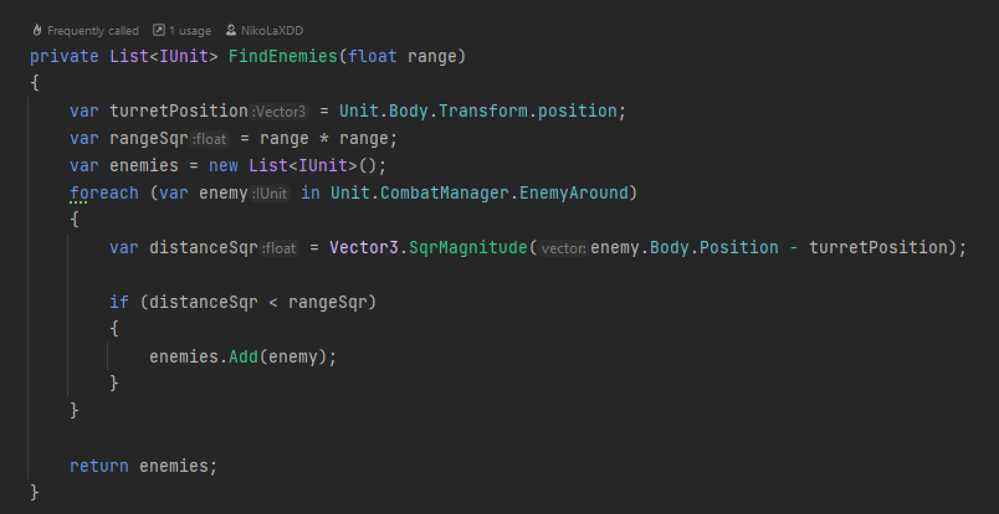 Frequently called 1 usage NikoLaXDD
private List<IUnit> FindEnemies(float range)
{
var turretPosition :Vector3 = Unit.Body.Transform.position;
var rangeSqr :float = range * range;
var enemies = new List<IUnit>();
foreach (var enemy :IUnit in Unit.CombatManager.EnemyAround)
{
var distanceSqr :float = Vector3.SqrMagnitude( vector: enemy.Body.Position - turretPosition);
if (distanceSqr < rangeSqr)
{
enemies.Add(enemy);
}
}
return enemies;
}